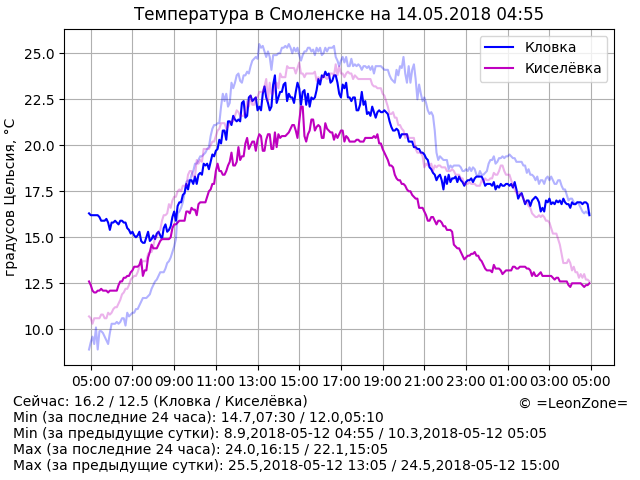 Температура в Смоленске на 14.05.2018 04:55
градусов Цельсия, °C
25.0
22.5
20.0
17.5
15.0
12.5
10.0
Кловка
Киселёвка
05:00 07:00 09:00 11:00 13:00 15:00 17:00 19:00 21:00 23:00 01:00 03:00 05:00
Сейчас: 16.2 / 12.5 (Кловка / Киселёвка)
© =LeonZone=
Min (за последние 24 часа): 14.7,07:30 / 12.0,05:10
Min (за предыдущие сутки): 8.9,2018-05-12 04:55 / 10.3,2018-05-12 05:05
Max (за последние 24 часа): 24.0,16:15 / 22.1,15:05
Max (за предыдущие сутки): 25.5,2018-05-12 13:05 / 24.5,2018-05-12 15:00